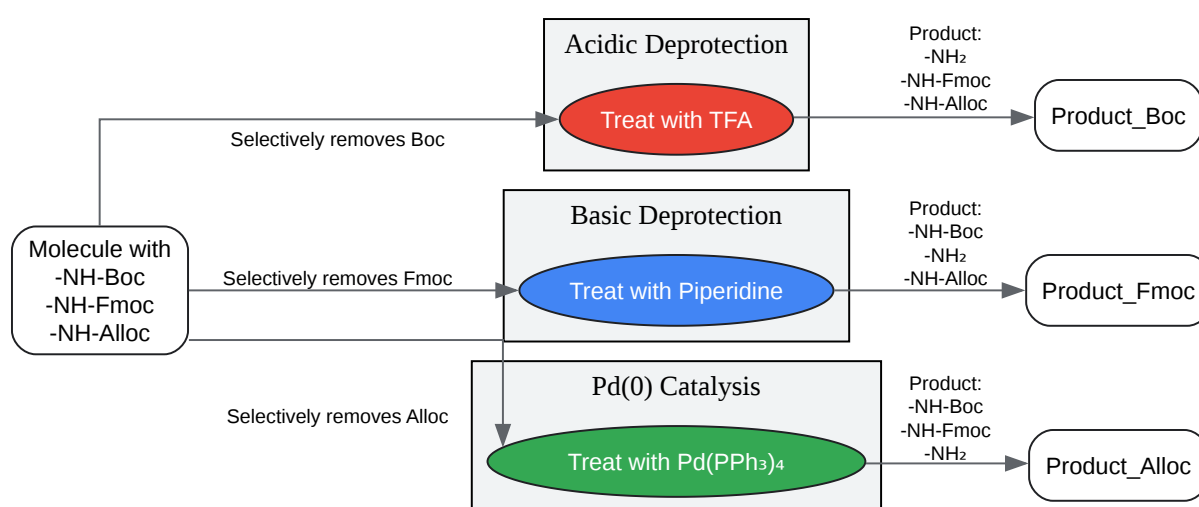 Acidic Deprotection
Treat with TFA
Selectively removes Boc
Product:
-NH₂
-NH-Fmoc
-NH-Alloc
Product_Boc
Basic Deprotection
Treat with Piperidine
Molecule with
-NH-Boc
-NH-Fmoc
-NH-Alloc
Selectively removes Fmoc
Product:
-NH-Boc
-NH₂
-NH-Alloc
Product_Fmoc
Pd(0) Catalysis
Treat with Pd(PPh₃)₄
Selectively removes Alloc
Product:
-NH-Boc
-NH-Fmoc
-NH₂
Product_Alloc